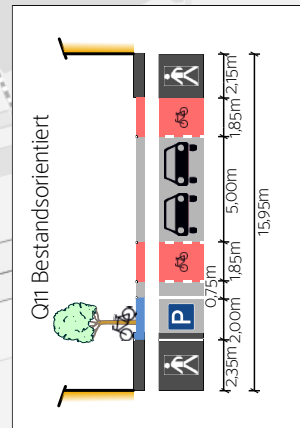 Q11 Bestandsorientiert
P
2,35m
2,00m
0,75m
1,85m
5,00m
1,85m
2,15m
15,95m